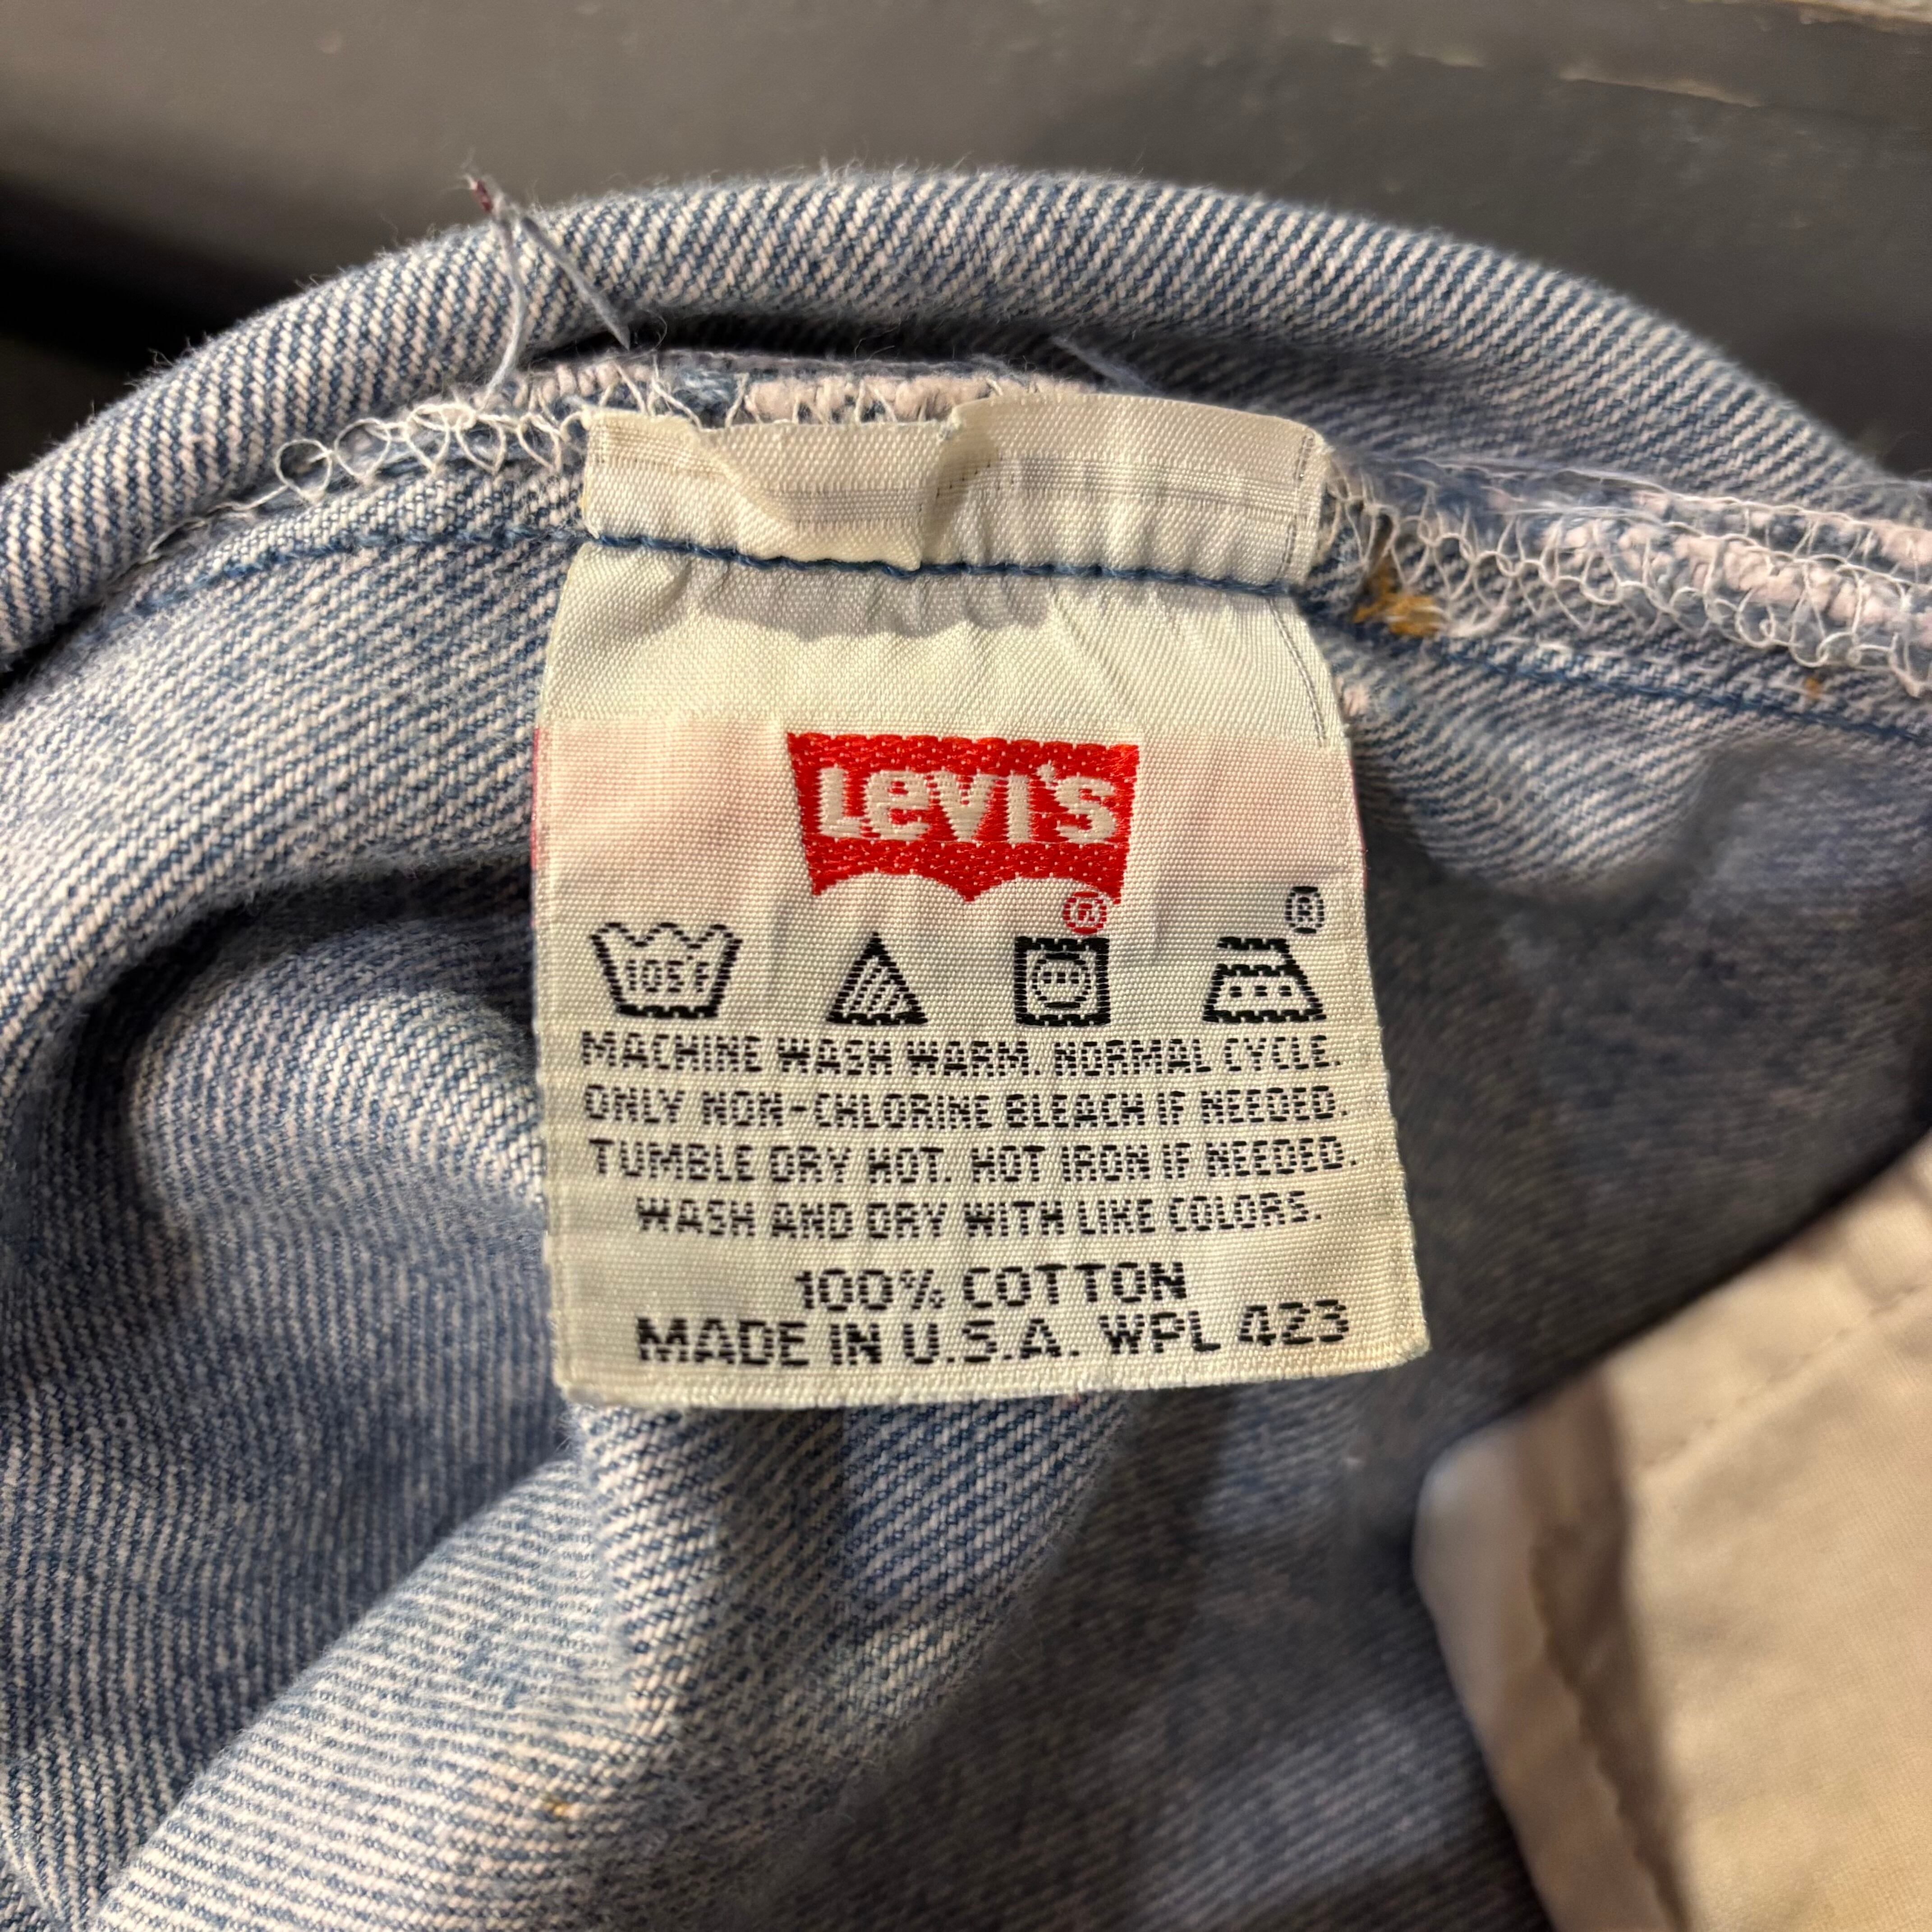 Levi's
®
®
105F
MACHINE WASH WARM. NORMAL CYCLE.
ONLY NON-CHLORINE BLEACH IF NEEDED.
TUMBLE DRY HOT. HOT IRON IF NEEDED.
WASH AND DRY WITH LIKE COLORS.
100% COTTON
MADE IN U.S.A. WPL 423